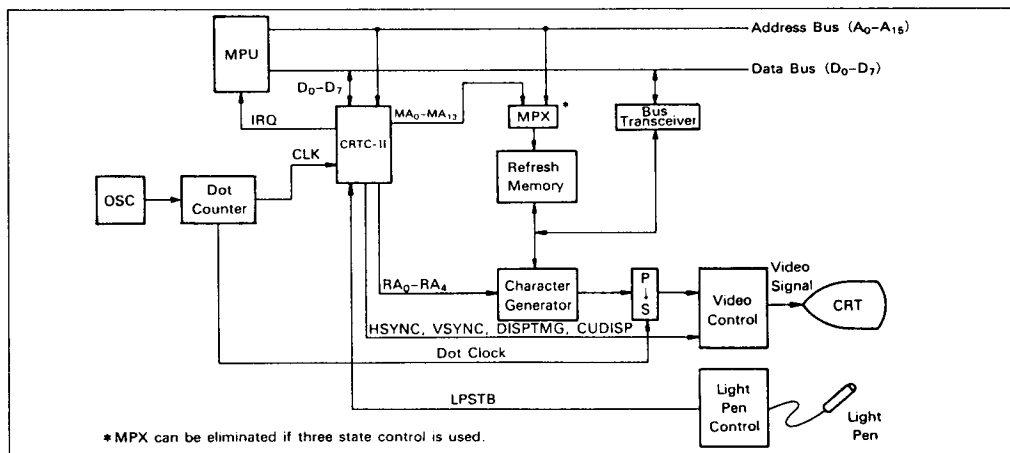 Address Bus (A₀–A₁₅)
MPU
Data Bus (D₀–D₇)
D₀–D₇
MA₀–MA₁₃
MPX *
Bus
Transceiver
IRQ
CRTC-II
CLK
Refresh
Memory
OSC
Dot
Counter
RA₀–RA₄
Character
Generator
P
↓
S
Video
Control
Video
Signal
CRT
HSYNC, VSYNC, DISPTMG, CUDISP
Dot Clock
LPSTB
Light
Pen
Control
Light
Pen
* MPX can be eliminated if three state control is used.